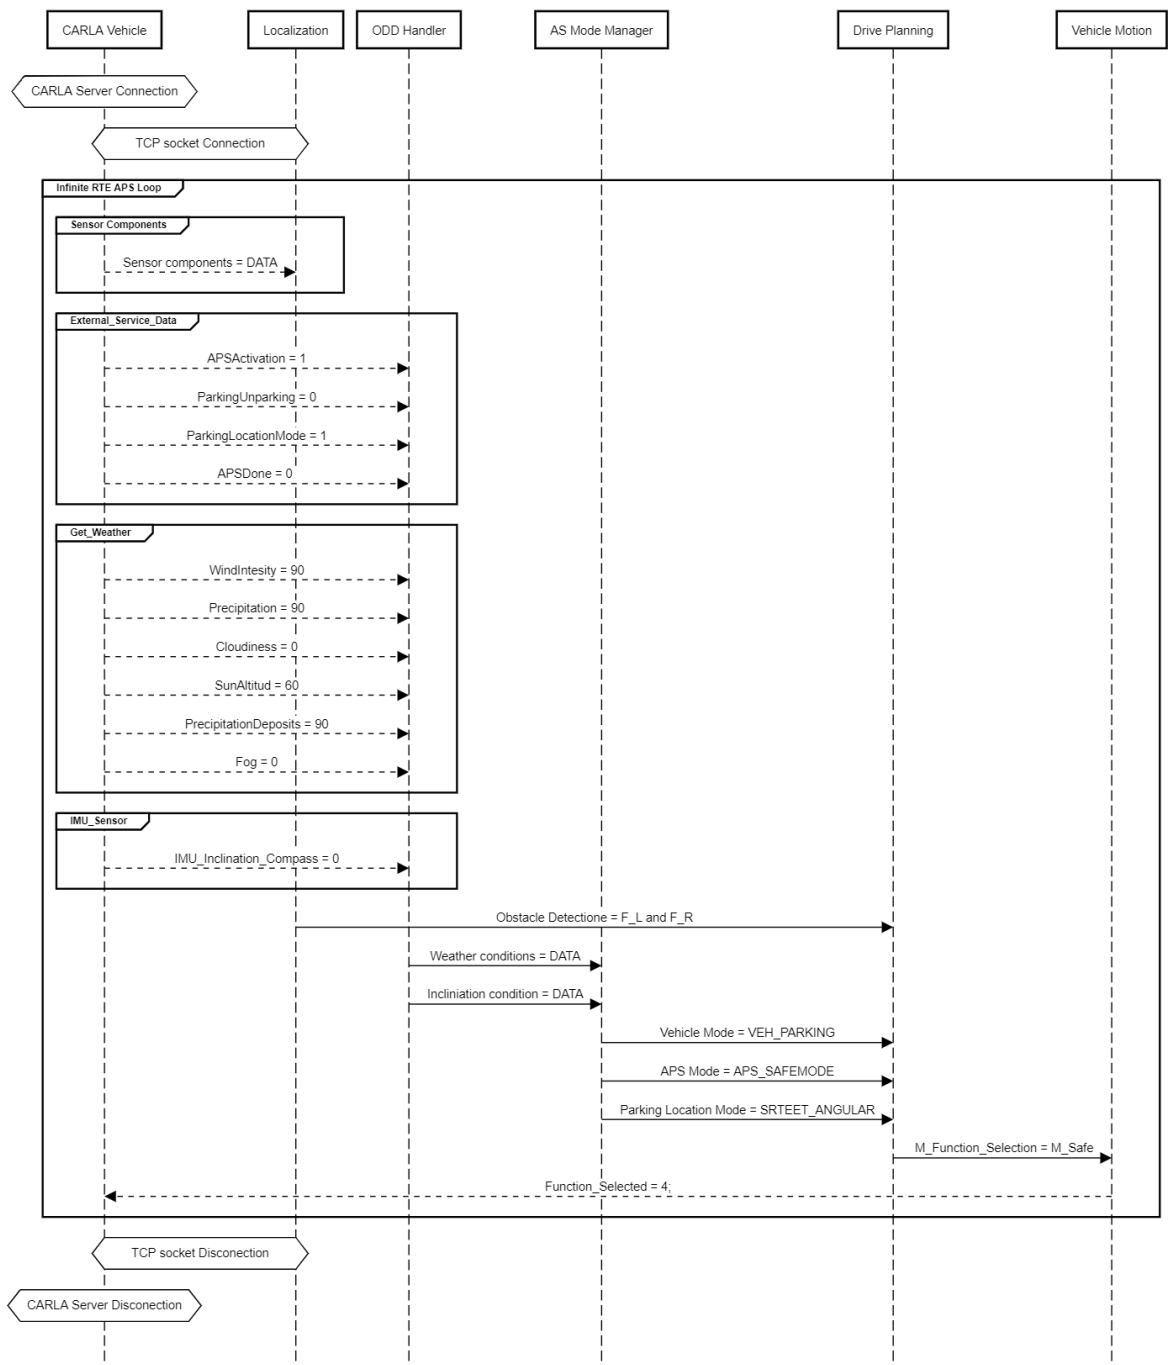 CARLA Vehicle
Localization
ODD Handler
AS Mode Manager
Drive Planning
Vehicle Motion
CARLA Server Connection
TCP socket Connection
Infinite RTE APS Loop
Sensor Components
Sensor components = DATA
External_Service_Data
APSActivation = 1
ParkingUnparking = 0
ParkingLocationMode = 1
APSDone = 0
Get_Weather
WindIntesity = 90
Precipitation = 90
Cloudiness = 0
SunAltitud = 60
PrecipitationDeposits = 90
Fog = 0
IMU_Sensor
IMU_Inclination_Compass = 0
Obstacle Detectione = F_L and F_R
Weather conditions = DATA
Incliniation condition = DATA
Vehicle Mode = VEH_PARKING
APS Mode = APS_SAFEMODE
Parking Location Mode = SRTEET_ANGULAR
M_Function_Selection = M_Safe
Function_Selected = 4;
TCP socket Disconection
CARLA Server Disconection